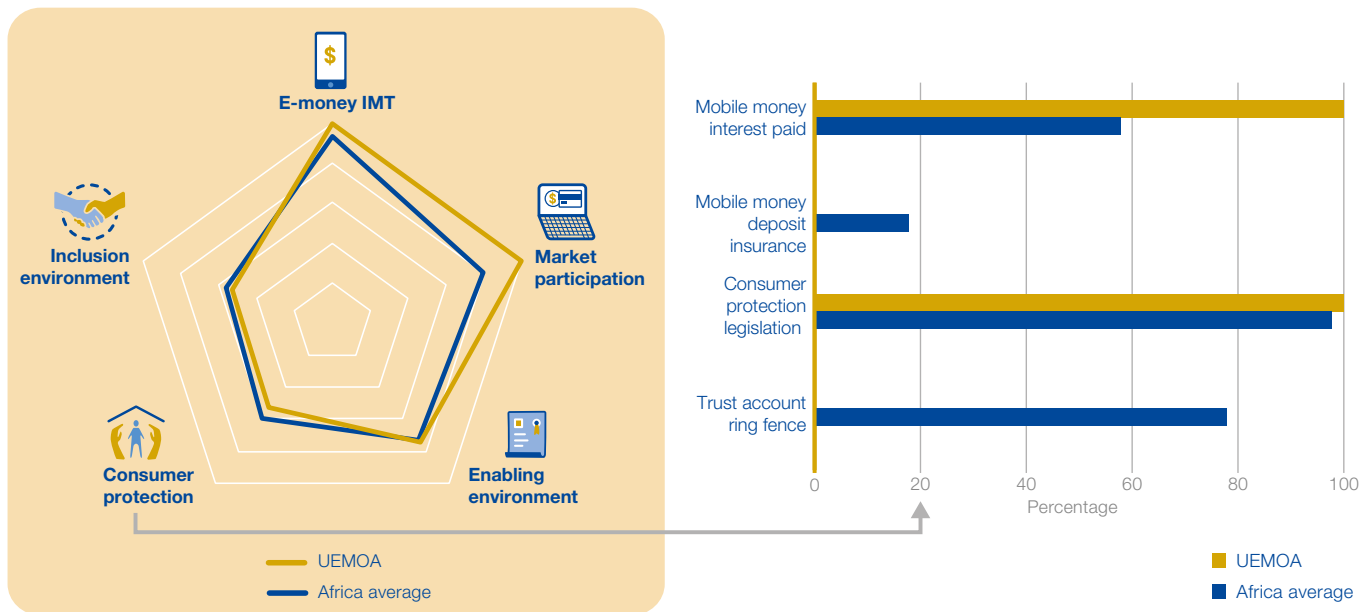 $
E-money IMT
$
Market
participation
Enabling
environment
Consumer
protection
Inclusion
environment
UEMOA
Africa average
Mobile money
interest paid
Mobile money
deposit
insurance
Consumer
protection
legislation
Trust account
ring fence
0 20 40 60 80 100
Percentage
UEMOA
Africa average